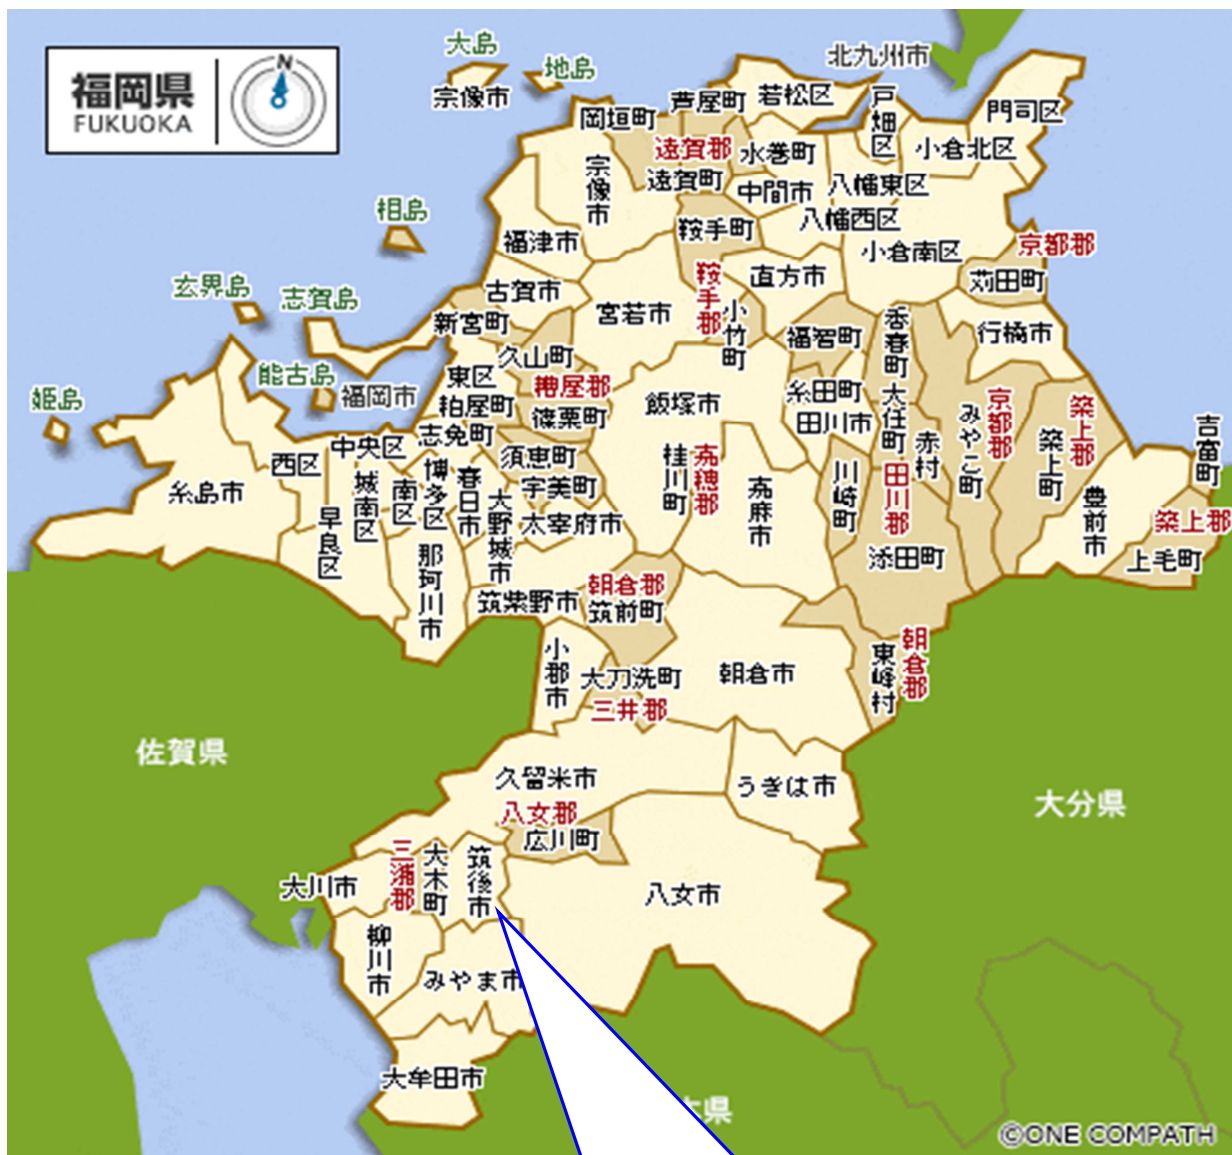 福岡県
FUKUOKA
N
大島
地島
宗像市
北九州市
岡垣町
芦屋町
若松区
戸畑区
門司区
遠賀郡
遠賀町
水巻町
小倉北区
宗像市
中間市
八幡東区
八幡西区
相島
福津市
鞍手町
小倉南区
京都郡
苅田町
玄界島
志賀島
古賀市
宮若市
鞍手郡
直方市
小竹町
新宮町
福智町
香春町
行橋市
久山町
能古島
福岡市
東区
糟屋郡
姫島
粕屋町
篠栗町
飯塚市
糸田町
田川市
大任町
赤村
みやこ町
京都郡
築上郡
築上町
吉富町
中央区
志免町
須恵町
桂川町
嘉穂郡
嘉麻市
川崎町
田川郡
西区
城南区
南区
博多区
春日市
大野城市
宇美町
糸島市
早良区
太宰府市
豊前市
築上郡
上毛町
那珂川市
添田町
筑紫野市
朝倉郡
筑前町
小郡市
大刀洗町
三井郡
朝倉市
東峰村
朝倉郡
佐賀県
久留米市
うきは市
大分県
八女郡
広川町
大川市
三潴郡
大木町
筑後市
八女市
柳川市
みやま市
大牟田市
県
©ONE COMPATH